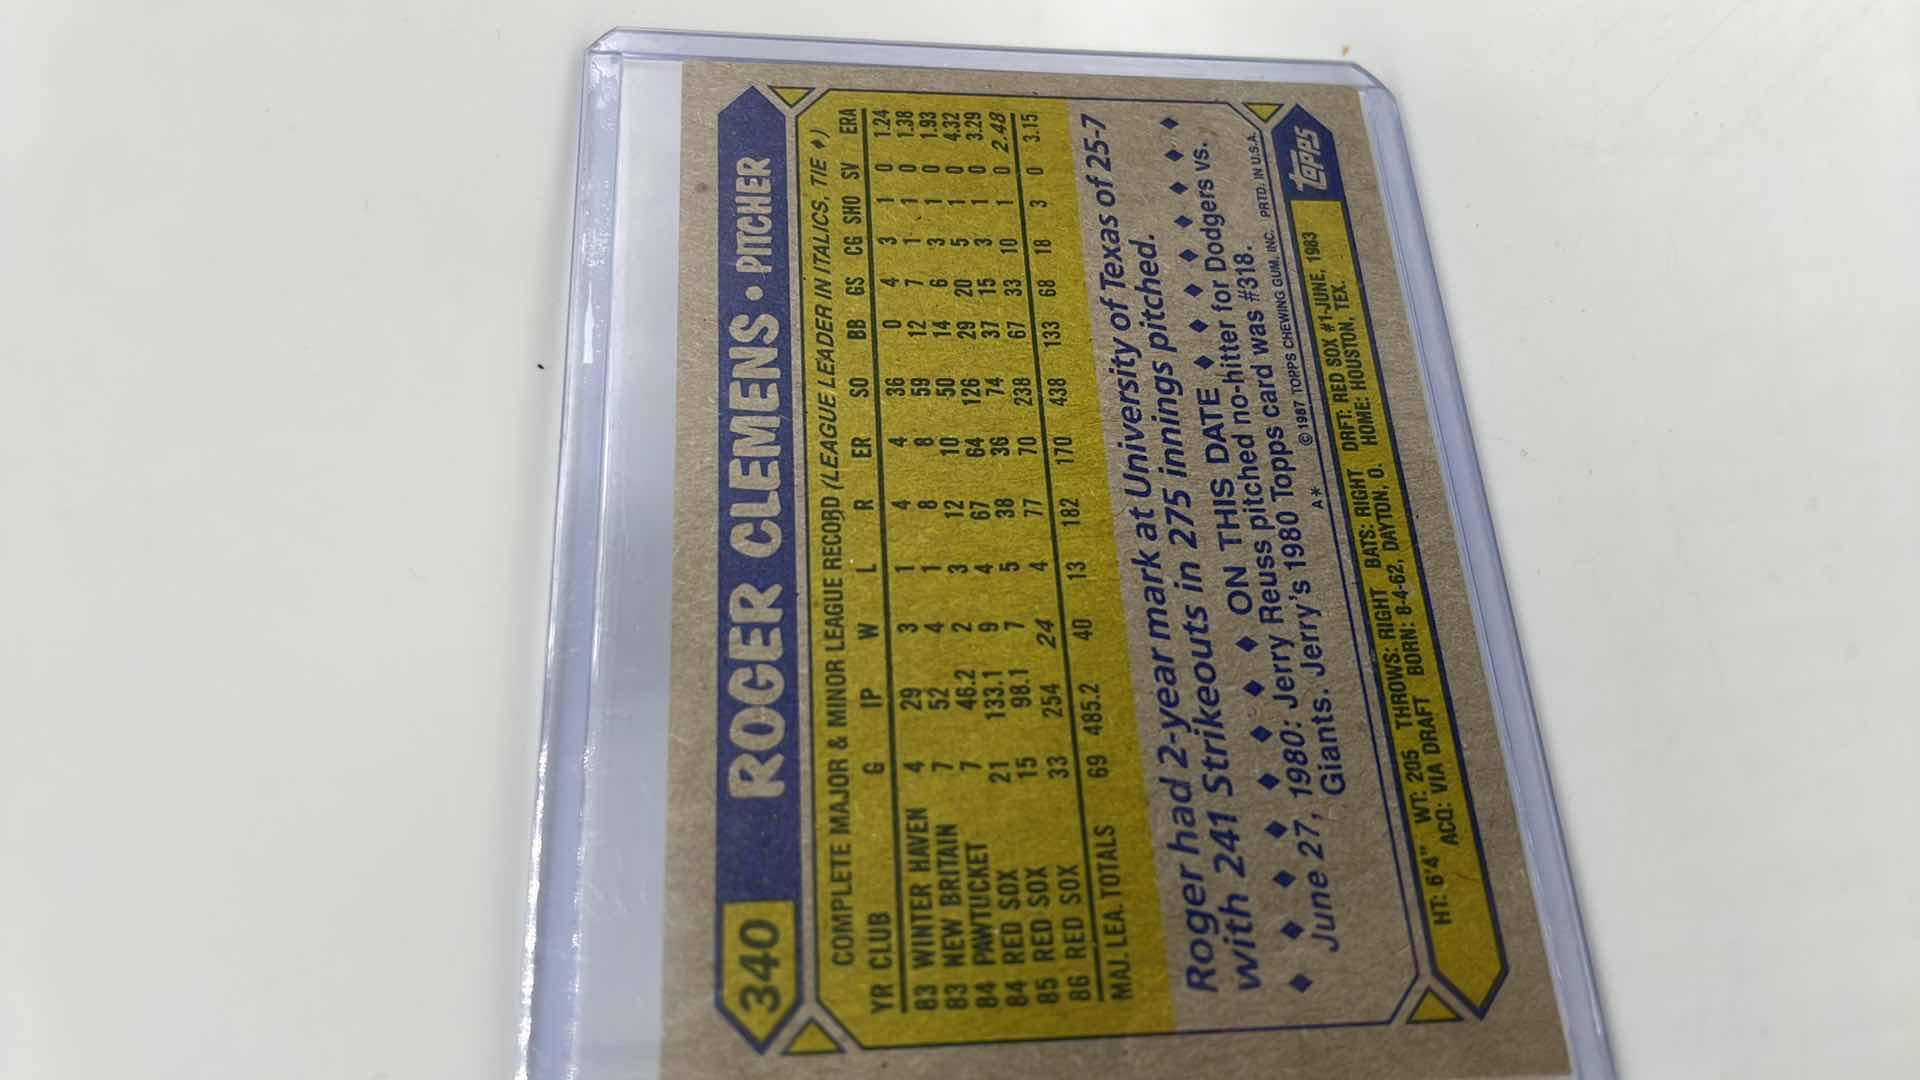 340 ROGER CLEMENS • PITCHER
COMPLETE MAJOR & MINOR LEAGUE RECORD (LEAGUE LEADER IN ITALICS, TIE ♦)
YR CLUB G IP W L R ER SO BB GS CG SHO SV ERA
83 WINTER HAVEN 4 29 3 1 4 4 36 0 4 3 1 0 1.24
83 NEW BRITAIN 7 52 4 1 8 8 59 12 7 1 1 0 1.38
84 PAWTUCKET 7 46.2 2 3 12 10 50 14 6 3 1 0 1.93
84 RED SOX 21 133.1 9 4 67 64 126 29 20 5 1 0 4.32
85 RED SOX 15 98.1 7 5 38 36 74 37 15 3 1 0 3.29
86 RED SOX 33 254 24 4 77 70 238 67 33 10 1 0 2.48
MAJ. LEA. TOTALS 69 485.2 40 13 182 170 438 133 68 18 3 0 3.15
Roger had 2-year mark at University of Texas of 25-7
with 241 Strikeouts in 275 innings pitched.
♦ ♦ ♦ ♦ ♦ ♦ ♦ ON THIS DATE ♦ ♦ ♦ ♦ ♦ ♦ ♦
June 27, 1980: Jerry Reuss pitched no-hitter for Dodgers vs.
Giants. Jerry's 1980 Topps card was #318.
A* ©1987 TOPPS CHEWING GUM, INC. PRTD. IN U.S.A.
HT: 6'4" WT: 205 THROWS: RIGHT BATS: RIGHT DRFT: RED SOX #1-JUNE, 1983
ACQ: VIA DRAFT BORN: 8-4-62, DAYTON, O. HOME: HOUSTON, TEX.
TOPPS